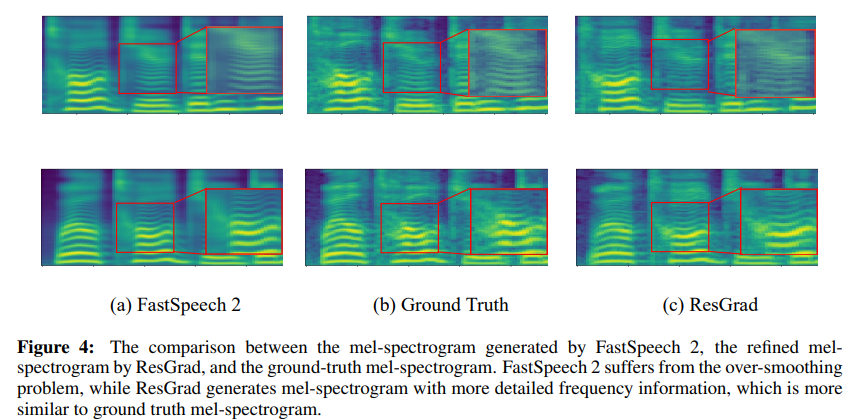 (a) FastSpeech 2
(b) Ground Truth
(c) ResGrad
Figure 4: The comparison between the mel-spectrogram generated by FastSpeech 2, the refined mel-
spectrogram by ResGrad, and the ground-truth mel-spectrogram. FastSpeech 2 suffers from the over-smoothing
problem, while ResGrad generates mel-spectrogram with more detailed frequency information, which is more
similar to ground truth mel-spectrogram.